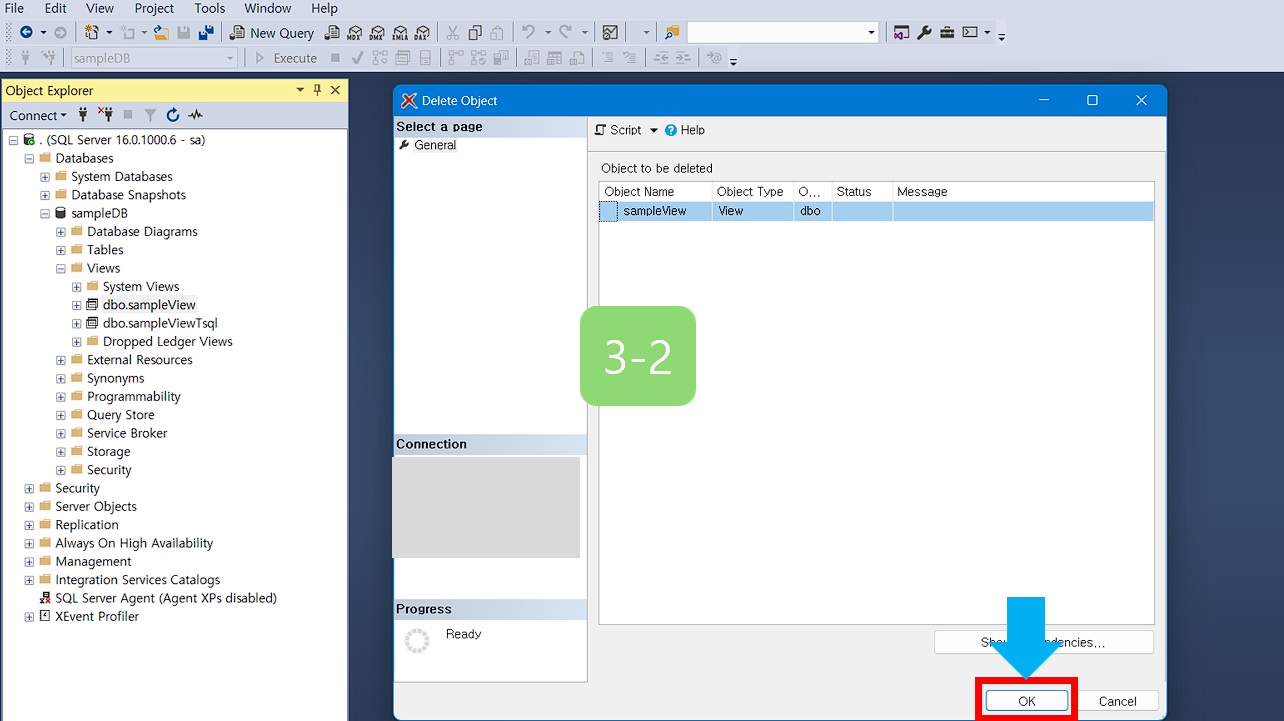 File Edit View Project Tools Window Help
New Query MDX DMX XMLA DAX
sampleDB Execute
Object Explorer
Connect
. (SQL Server 16.0.1000.6 - sa)
Databases
System Databases
Database Snapshots
sampleDB
Database Diagrams
Tables
Views
System Views
dbo.sampleView
dbo.sampleViewTsql
Dropped Ledger Views
External Resources
Synonyms
Programmability
Query Store
Service Broker
Storage
Security
Security
Server Objects
Replication
Always On High Availability
Management
Integration Services Catalogs
SQL Server Agent (Agent XPs disabled)
XEvent Profiler
Delete Object
Select a page
General
Connection
Progress
Ready
Script Help
Object to be deleted
Object Name Object Type O... Status Message
sampleView View dbo
3-2
OK Cancel